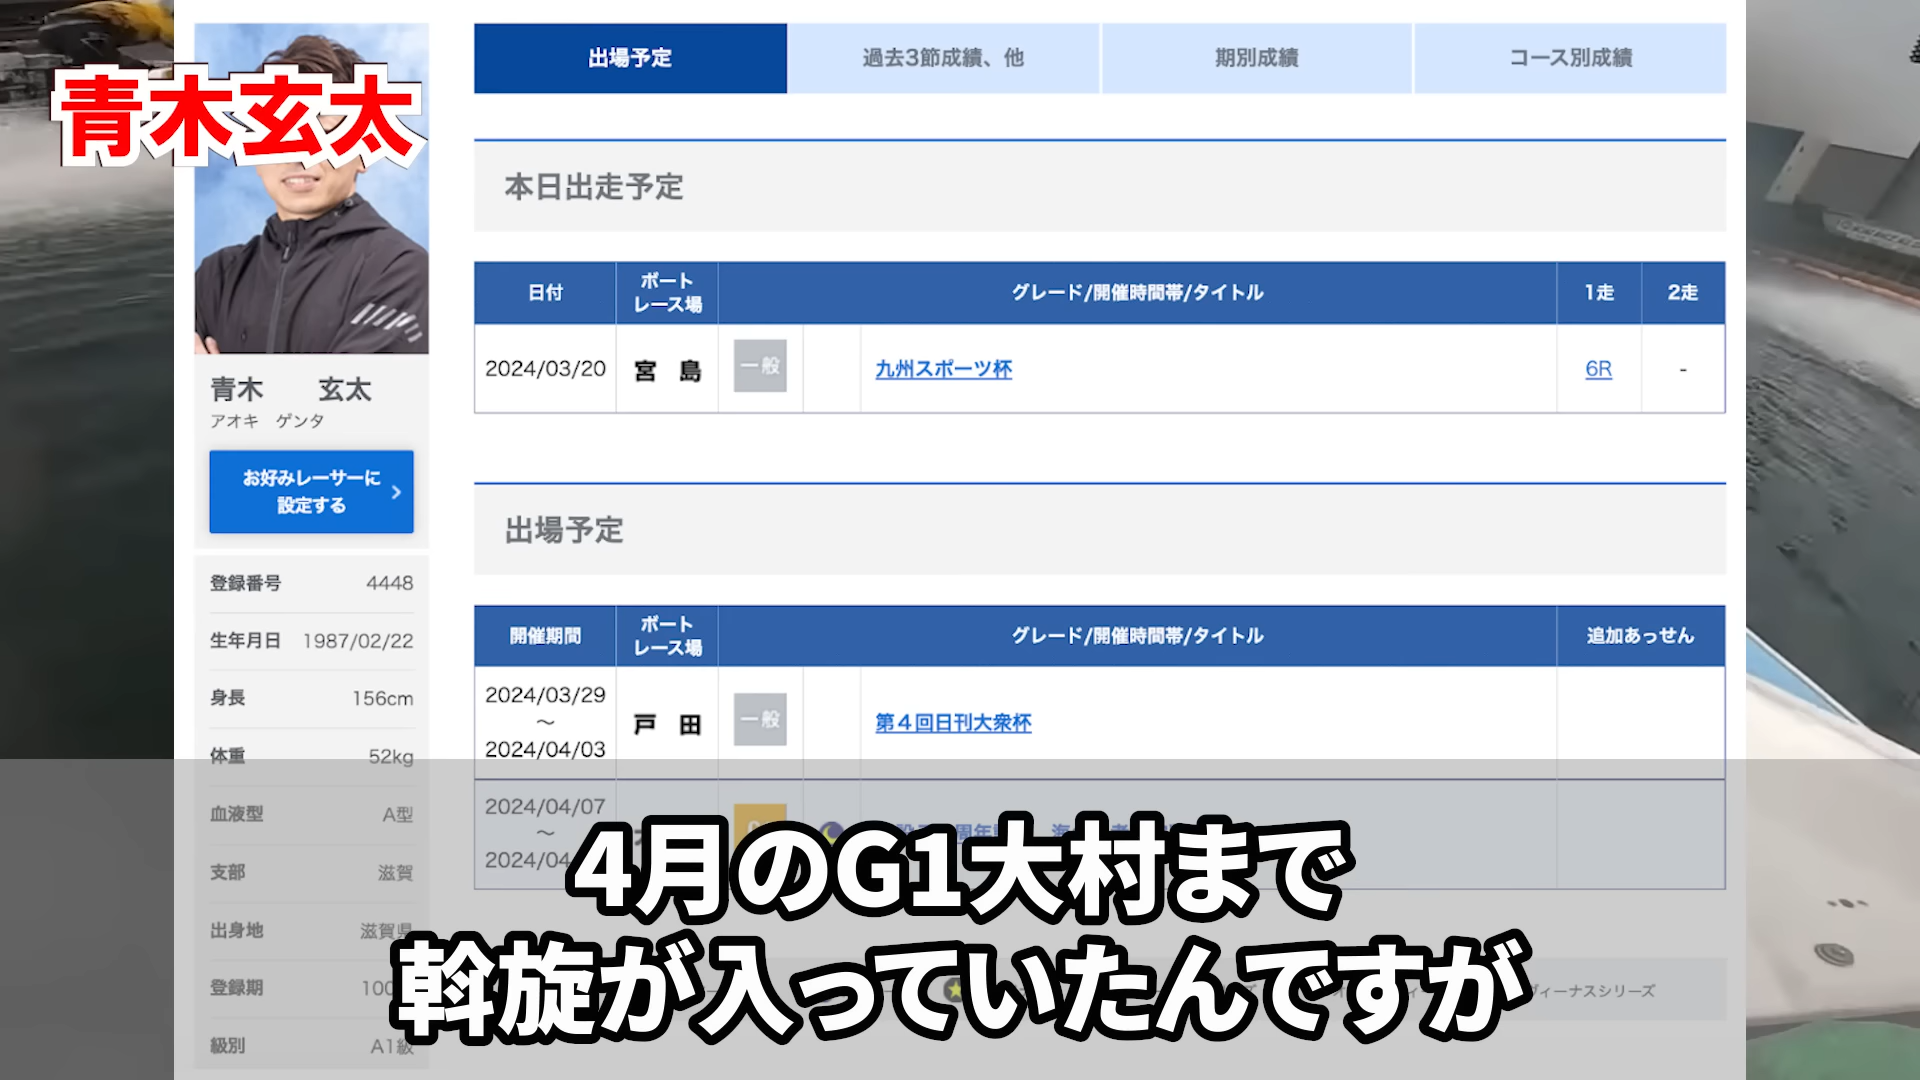 青木玄太
青木 玄太
アオキ ゲンタ
お好みレーサーに
設定する
登録番号 4448
生年月日 1987/02/22
身長 156cm
体重 52kg
血液型 A型
支部 滋賀
出身地 滋賀県
登録期 100
級別 A1級
出場予定 過去3節成績、他 期別成績 コース別成績
本日出走予定
日付 ボートレース場 グレード/開催時間帯/タイトル 1走 2走
2024/03/20 宮島 一般 九州スポーツ杯 6R -
出場予定
開催期間 ボートレース場 グレード/開催時間帯/タイトル 追加あっせん
2024/03/29
～
2024/04/03
戸田 一般 第4回日刊大衆杯
2024/04/07
～
2024/04
ヴィーナスシリーズ
4月のG1大村まで
斡旋が入っていたんですが